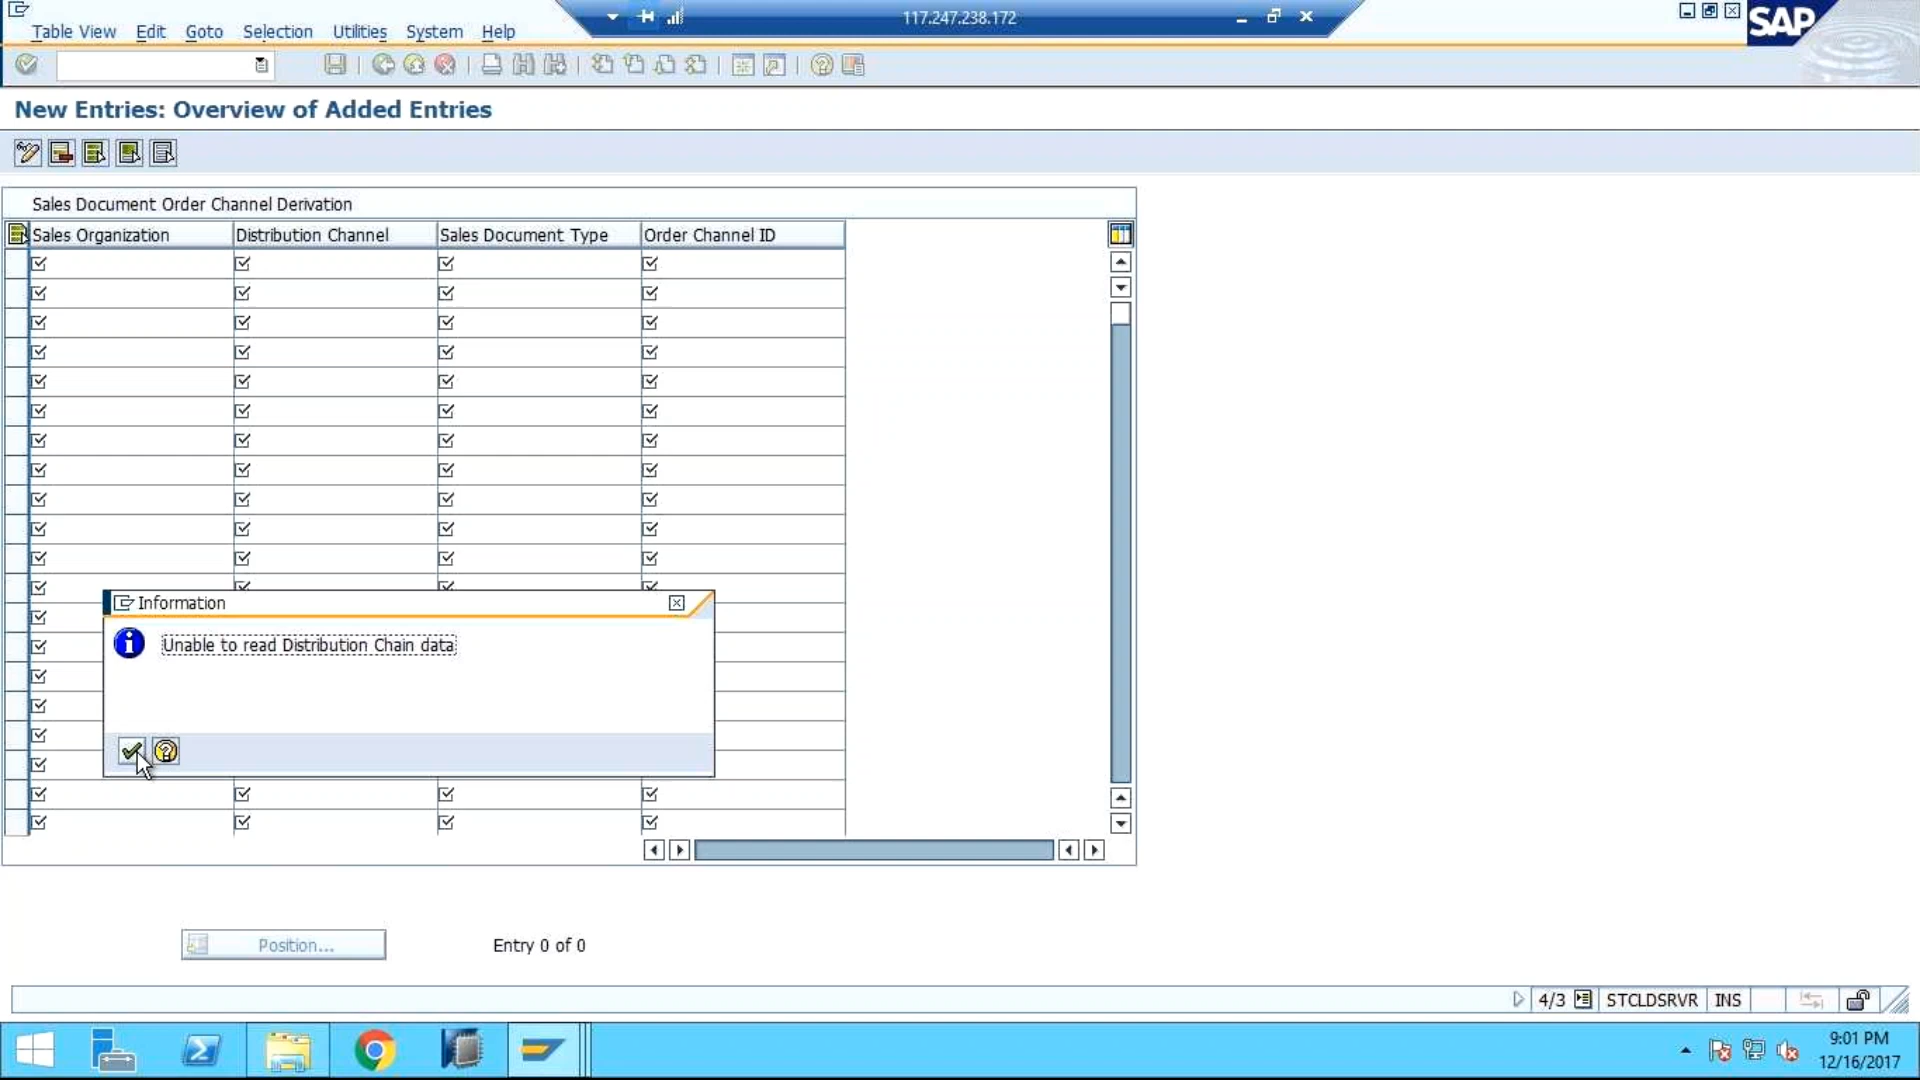 117.247.238.172
Table View Edit Goto Selection Utilities System Help
SAP
New Entries: Overview of Added Entries
Sales Document Order Channel Derivation
Sales Organization Distribution Channel Sales Document Type Order Channel ID
Information
Unable to read Distribution Chain data
Position... Entry 0 of 0
4/3 STCLDSRVR INS
9:01 PM
12/16/2017